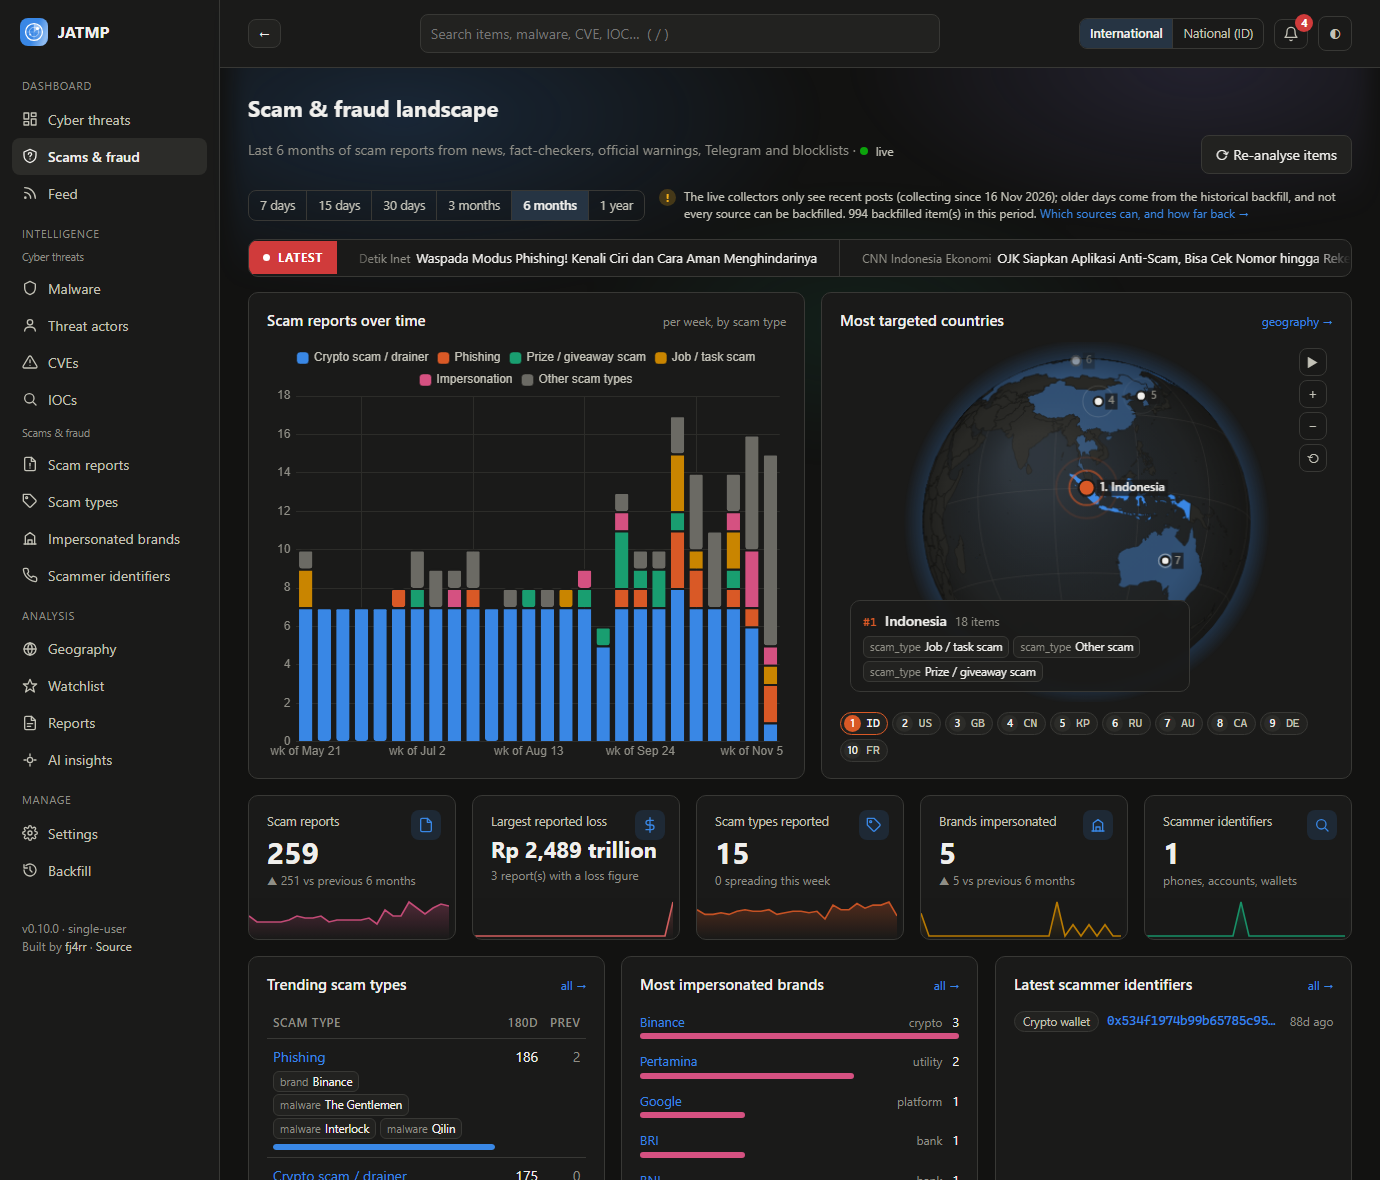 JATMP
Search items, malware, CVE, IOC... ( / )
International
National (ID)
4
DASHBOARD
Cyber threats
Scams & fraud
Feed
INTELLIGENCE
Cyber threats
Malware
Threat actors
CVEs
IOCs
Scams & fraud
Scam reports
Scam types
Impersonated brands
Scammer identifiers
ANALYSIS
Geography
Watchlist
Reports
AI insights
MANAGE
Settings
Backfill
v0.10.0 · single-user
Built by fj4rr · Source
Scam & fraud landscape
Last 6 months of scam reports from news, fact-checkers, official warnings, Telegram and blocklists · live
Re-analyse items
7 days 15 days 30 days 3 months 6 months 1 year
The live collectors only see recent posts (collecting since 16 Nov 2026); older days come from the historical backfill, and not
every source can be backfilled. 994 backfilled item(s) in this period. Which sources can, and how far back →
LATEST
Detik Inet Waspada Modus Phishing! Kenali Ciri dan Cara Aman Menghindarinya
CNN Indonesia Ekonomi OJK Siapkan Aplikasi Anti-Scam, Bisa Cek Nomor hingga Reke
Scam reports over time
per week, by scam type
Crypto scam / drainer Phishing Prize / giveaway scam Job / task scam
Impersonation Other scam types
18
16
14
12
10
8
6
4
2
0
wk of May 21 wk of Jul 2 wk of Aug 13 wk of Sep 24 wk of Nov 5
Most targeted countries
geography →
6
4
5
1. Indonesia
7
#1 Indonesia 18 items
scam_type Job / task scam scam_type Other scam
scam_type Prize / giveaway scam
1 ID 2 US 3 GB 4 CN 5 KP 6 RU 7 AU 8 CA 9 DE
10 FR
Scam reports
259
▲ 251 vs previous 6 months
Largest reported loss
Rp 2,489 trillion
3 report(s) with a loss figure
Scam types reported
15
0 spreading this week
Brands impersonated
5
▲ 5 vs previous 6 months
Scammer identifiers
1
phones, accounts, wallets
Trending scam types
all →
SCAM TYPE 180D PREV
Phishing 186 2
brand Binance
malware The Gentlemen
malware Interlock malware Qilin
Crypto scam / drainer 175 0
Most impersonated brands
all →
Binance crypto 3
Pertamina utility 2
Google platform 1
BRI bank 1
BNI bank 1
Latest scammer identifiers
all →
Crypto wallet 0x534f1974b99b65785c95… 88d ago